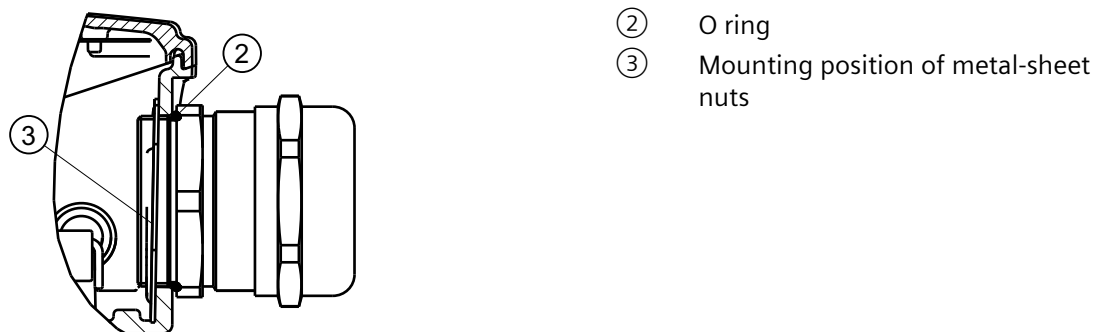 ②
③
② O ring
③ Mounting position of metal-sheet
nuts